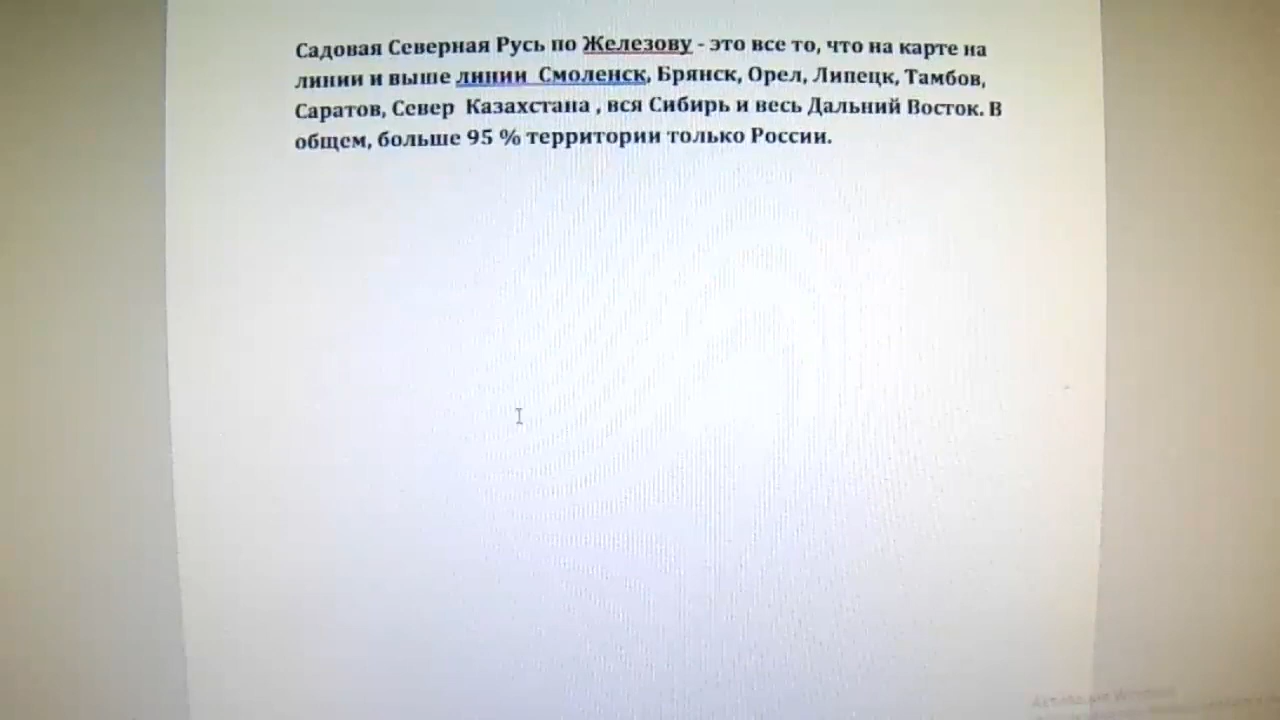 Садовая Северная Русь по Железову - это все то, что на карте на
линии и выше линии  Смоленск, Брянск, Орел, Липецк, Тамбов,
Саратов, Север  Казахстана , вся Сибирь и весь Дальний Восток. В
общем, больше 95 % территории только России.